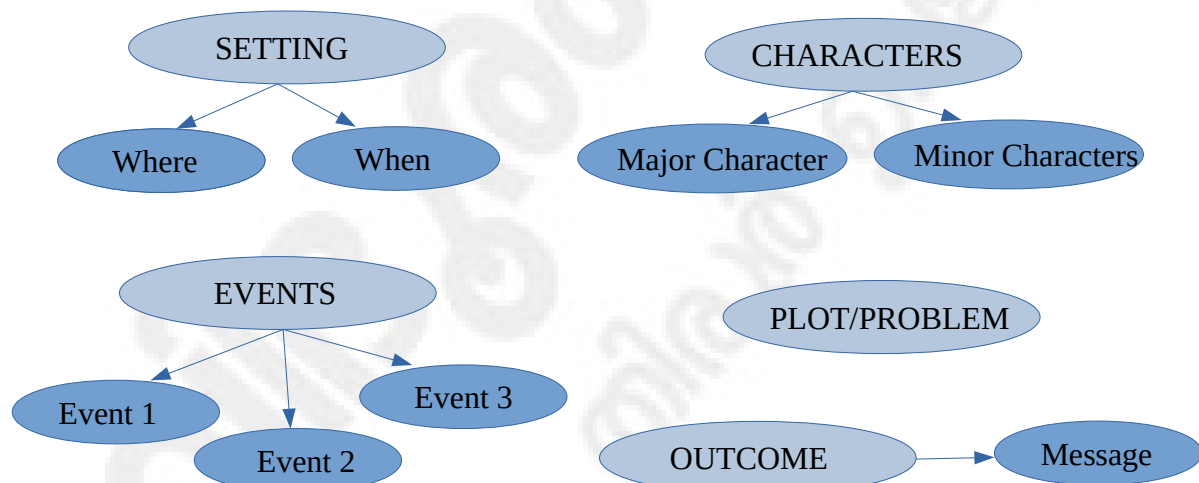 SETTING
Where
When
CHARACTERS
Major Character
Minor Characters
EVENTS
Event 1
Event 2
Event 3
PLOT/PROBLEM
OUTCOME
Message